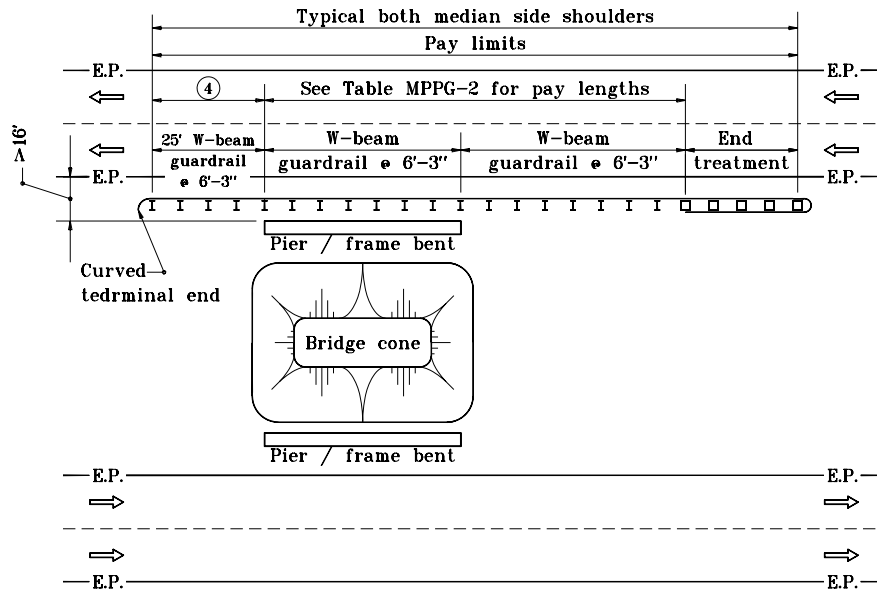 Typical both median side shoulders
Pay limits
E.P. E.P.
4 See Table MPPG-2 for pay lengths
>16'
25' W-beam
guardrail
@ 6'-3"
W-beam
guardrail @ 6'-3"
W-beam
guardrail @ 6'-3"
End
treatment
E.P. E.P.
Pier / frame bent
Curved
tedrminal end
Bridge cone
Pier / frame bent
E.P. E.P.
E.P. E.P.